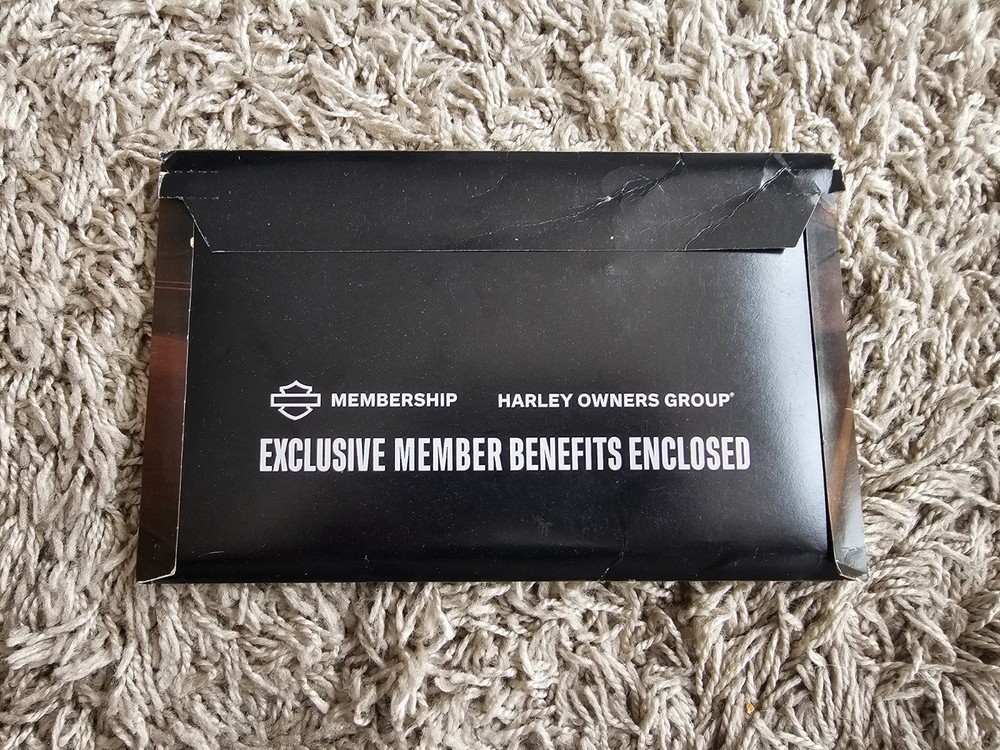 MEMBERSHIP HARLEY OWNERS GROUP®
EXCLUSIVE MEMBER BENEFITS ENCLOSED